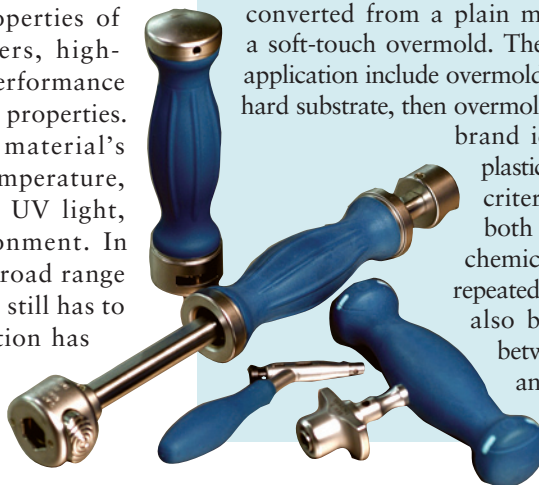 operties of
ers, high-
erformance
properties.
material's
mperature,
UV light,
onment. In
road range
still has to
tion has
converted from a plain m
a soft-touch overmold. The
application include overmold
hard substrate, then overmol
brand i
plastic
criter
both
chemic
repeated
also b
betw
an